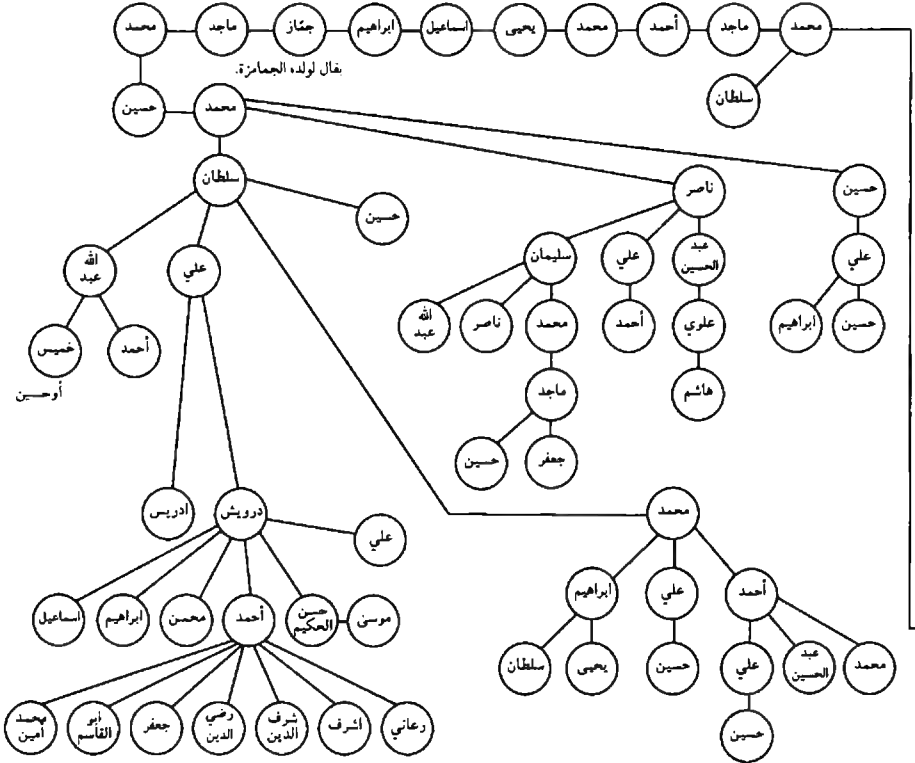 محمد ماجد أحمد محمد يحيى اسماعيل ابراهيم جمّاز ماجد محمد
يقال لولده الجمامزة.
سلطان
محمد حسين
سلطان
حسين ناصر حسين
علي عبد الحسين علي سليمان
علي عبد الله
حسين ابراهيم علوي أحمد محمد ناصر عبد الله
أحمد خميس
أوحسين
هاشم ماجد
جعفر حسين
محمد درويش ادريس
علي
أحمد علي ابراهيم
موسى حسن الحكيم أحمد محسن ابراهيم اسماعيل
محمد عبد الحسين علي حسين يحيى سلطان
حسين
رعاني اشرف شرف الدين رضي الدين جعفر ابو القاسم محمد أمين